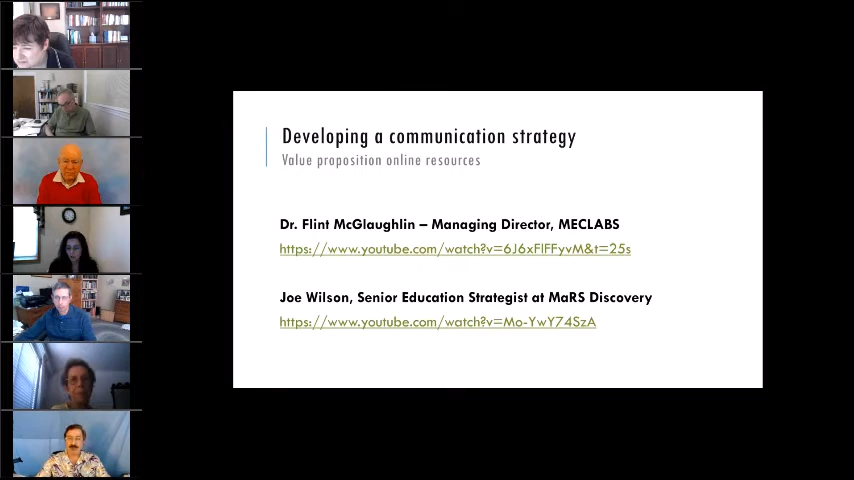 Developing a communication strategy
Value proposition online resources
Dr. Flint McGlaughlin – Managing Director, MECLABS
https://www.youtube.com/watch?v=6J6xFlFFyvM&t=25s
Joe Wilson, Senior Education Strategist at MaRS Discovery
https://www.youtube.com/watch?v=Mo-YwY74SzA